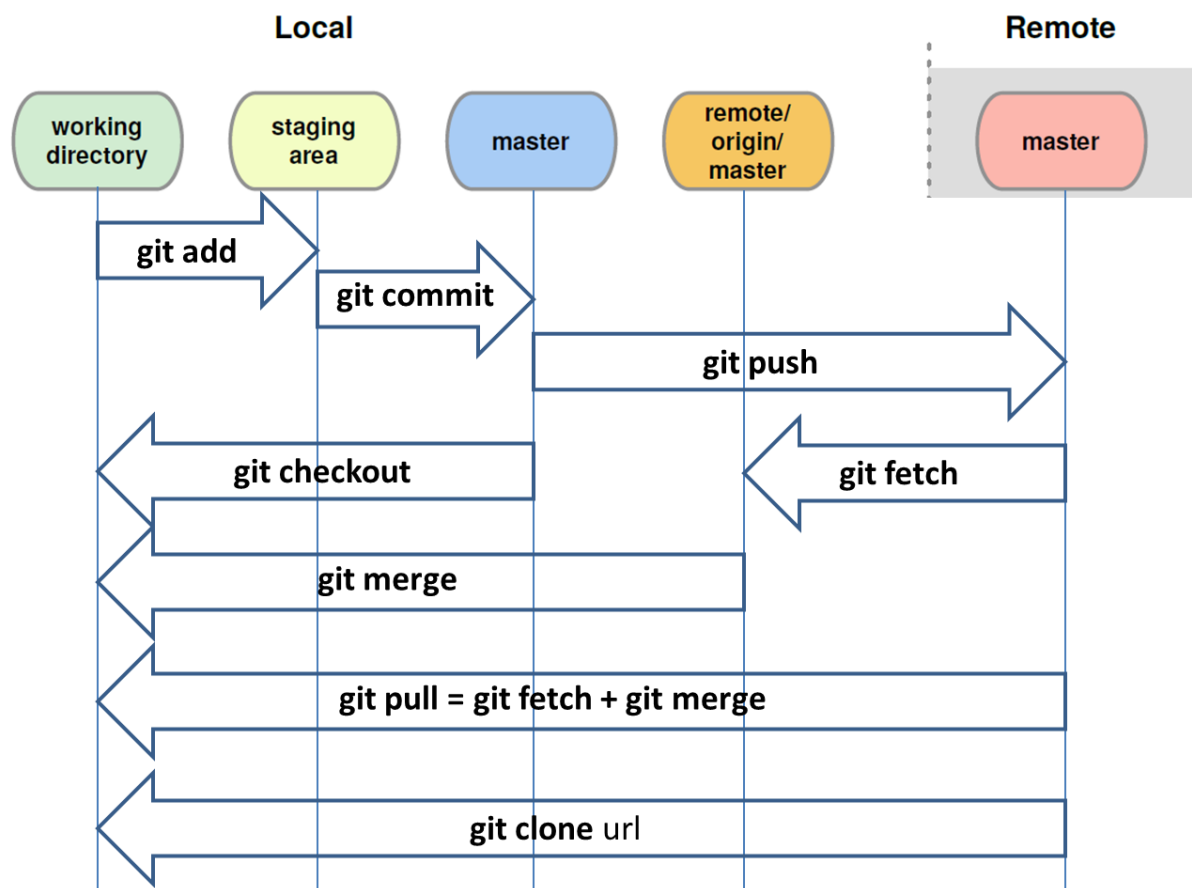 Local
Remote
working
directory
staging
area
master
remote/
origin/
master
master
git add
git commit
git push
git checkout
git fetch
git merge
git pull = git fetch + git merge
git clone url